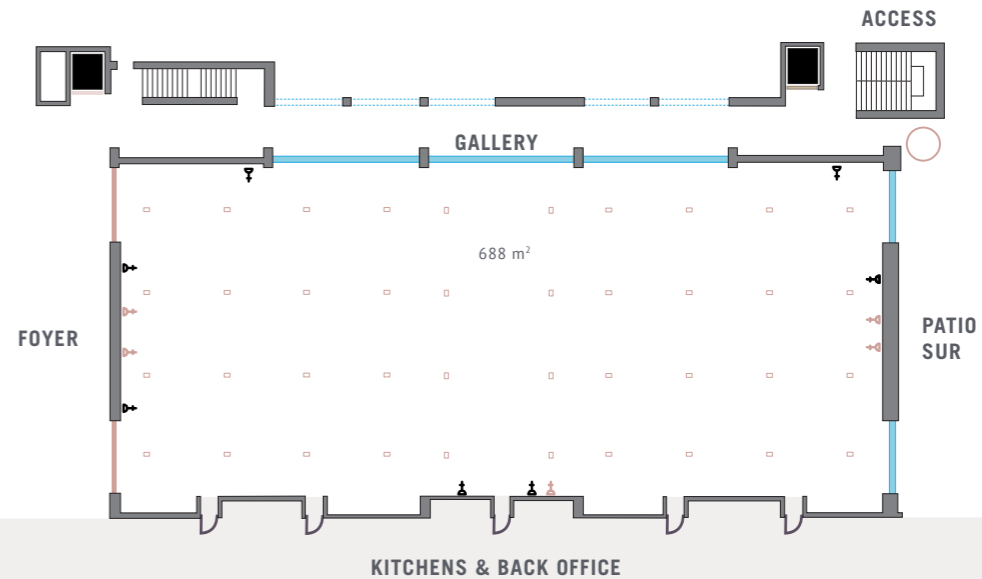 ACCESS
GALLERY
688 m²
FOYER
PATIO
SUR
KITCHENS & BACK OFFICE